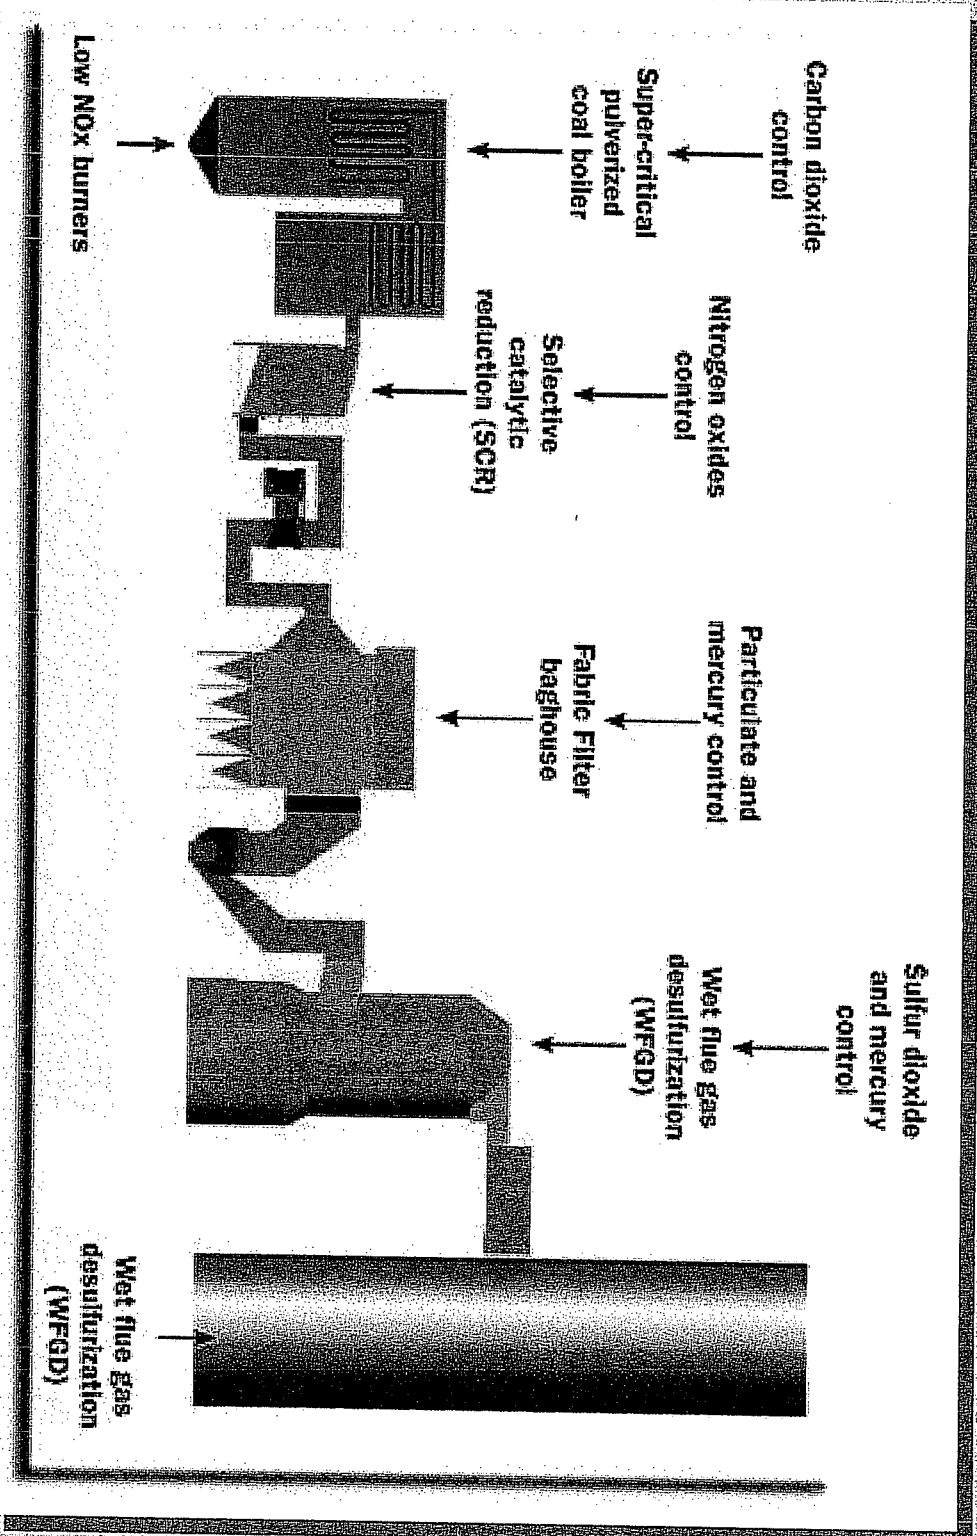 Carbon dioxide
control
Super-critical
pulverized
coal boiler
Low NOx burners
Nitrogen oxides
control
Selective
catalytic
reduction (SCR)
Particulate and
mercury control
Fabric Filter
baghouse
Sulfur dioxide
and mercury
control
Wet flue gas
desulfurization
(WFGD)
Wet flue gas
desulfurization
(WFGD)